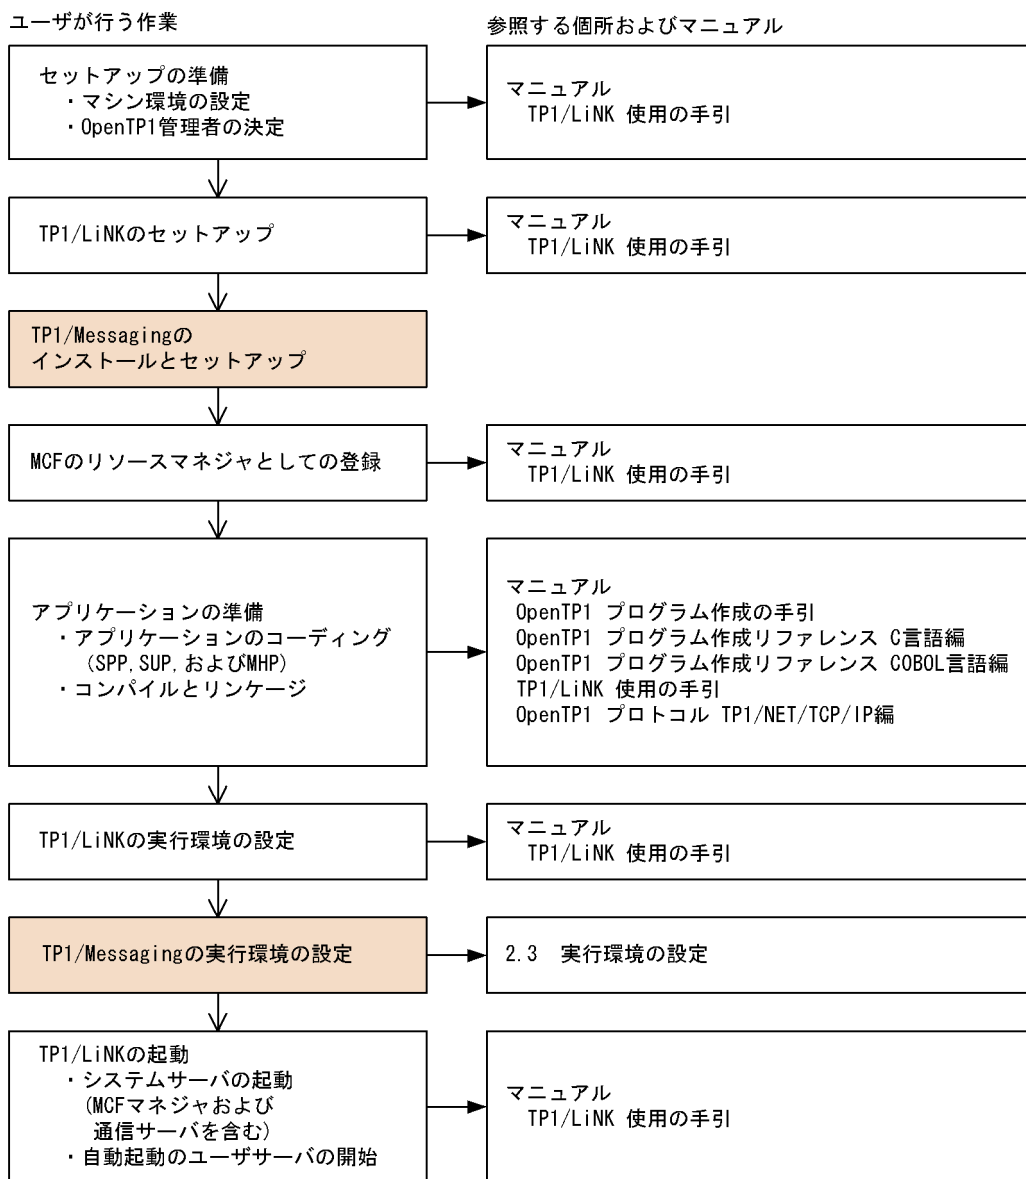 ユーザが行う作業
参照する個所およびマニュアル
セットアップの準備
・マシン環境の設定
・OpenTP1管理者の決定
マニュアル
TP1/LiNK 使用の手引
TP1/LiNKのセットアップ
マニュアル
TP1/LiNK 使用の手引
TP1/Messagingの
インストールとセットアップ
MCFのリソースマネジャとしての登録
マニュアル
TP1/LiNK 使用の手引
アプリケーションの準備
・アプリケーションのコーディング
(SPP,SUP,およびMHP)
・コンパイルとリンケージ
マニュアル
OpenTP1 プログラム作成の手引
OpenTP1 プログラム作成リファレンス C言語編
OpenTP1 プログラム作成リファレンス COBOL言語編
TP1/LiNK 使用の手引
OpenTP1 プロトコル TP1/NET/TCP/IP編
TP1/LiNKの実行環境の設定
マニュアル
TP1/LiNK 使用の手引
TP1/Messagingの実行環境の設定
2.3 実行環境の設定
TP1/LiNKの起動
・システムサーバの起動
(MCFマネジャおよび
通信サーバを含む)
・自動起動のユーザサーバの開始
マニュアル
TP1/LiNK 使用の手引